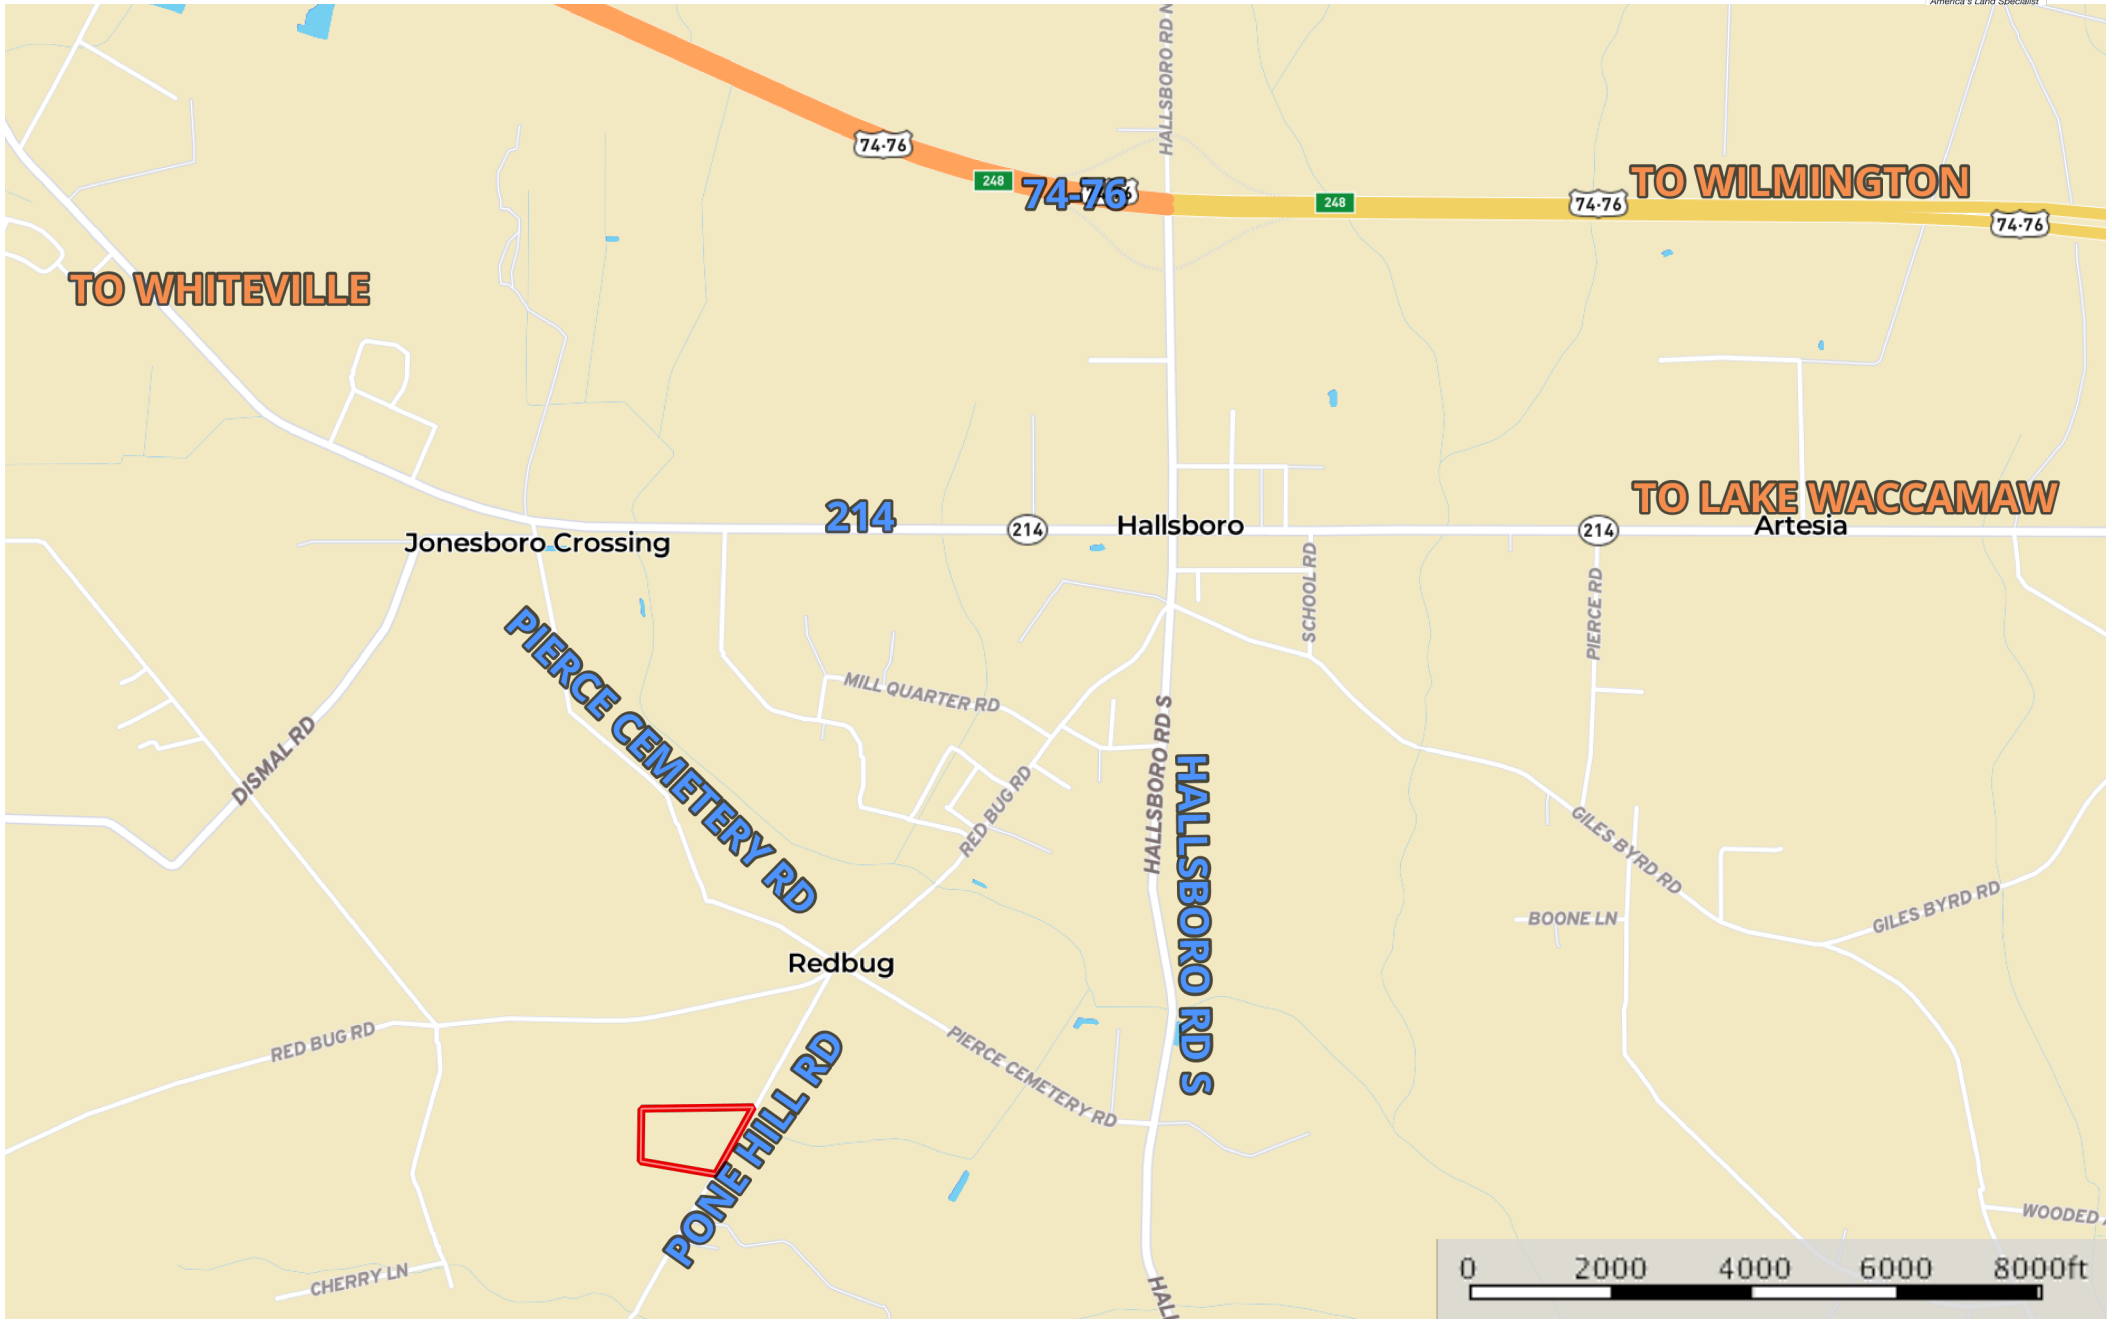 America's Land Specialist
HALLSBORO RD N
74-76
248
74-76
248
74-76
TO WILMINGTON
74-76
TO WHITEVILLE
214
214
Hallsboro
214
TO LAKE WACCAMAW
Artesia
Jonesboro Crossing
SCHOOL RD
PIERCE RD
PIERCE CEMETERY RD
MILL QUARTER RD
DISMAL RD
RED BUG RD
HALLSBORO RD S
HALLSBORO RD S
GILES BYRD RD
BOONE LN
GILES BYRD RD
Redbug
RED BUG RD
PIERCE CEMETERY RD
PONE HILL RD
CHERRY LN
WOODED
0 2000 4000 6000 8000ft